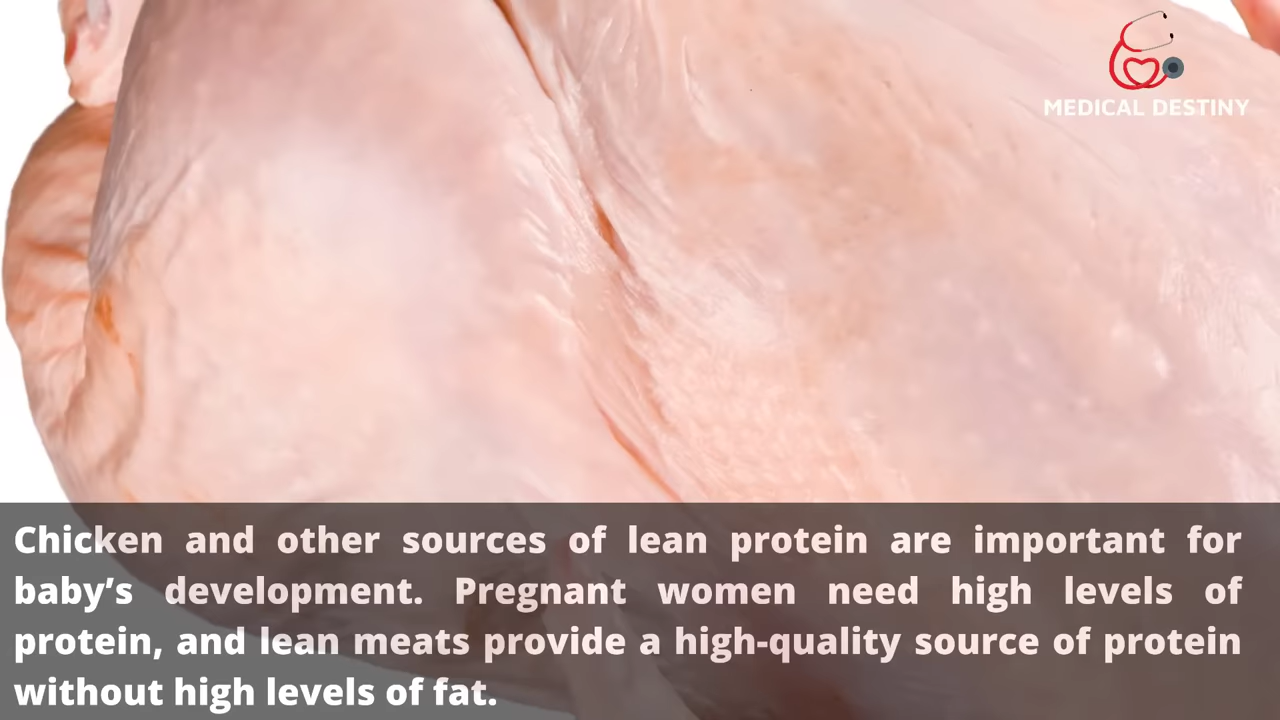 MEDICAL DESTINY
Chicken and other sources of lean protein are important for
baby’s development. Pregnant women need high levels of
protein, and lean meats provide a high-quality source of protein
without high levels of fat.